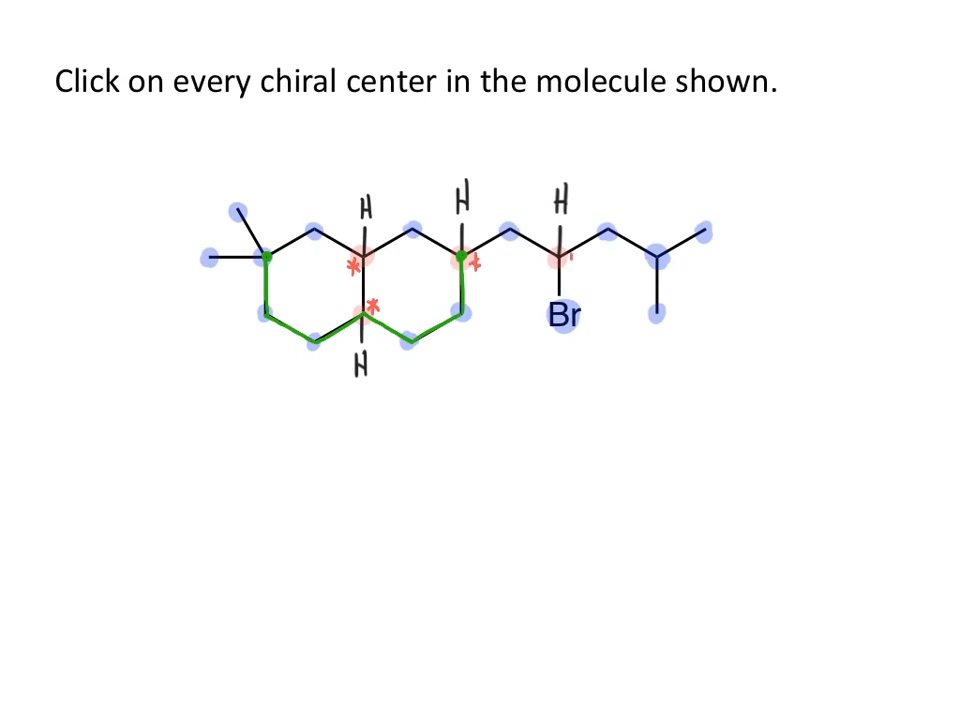 Click on every chiral center in the molecule shown.
H H H
* * *
Br
H